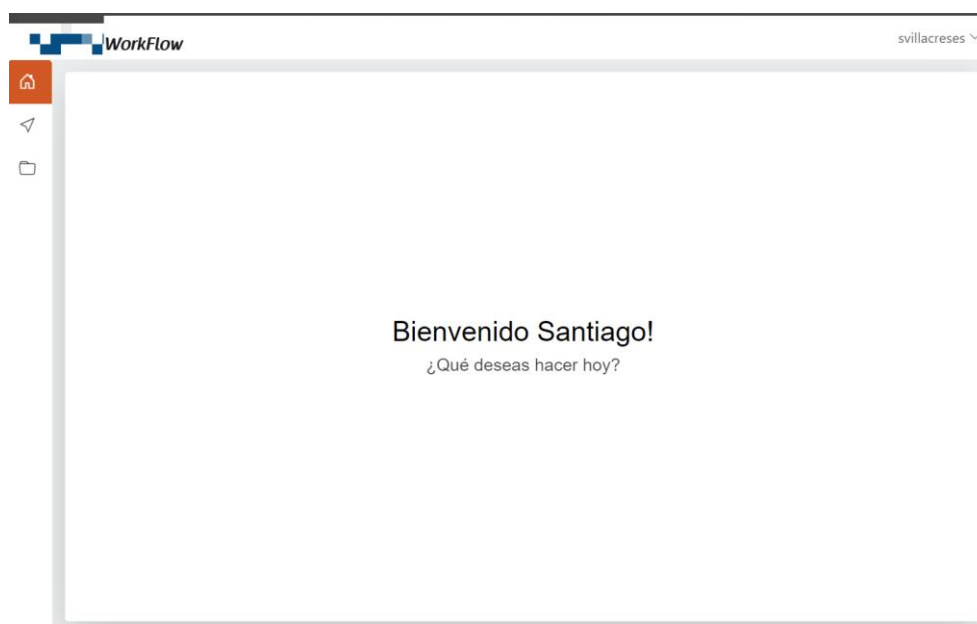 WorkFlow
svillacreses
Bienvenido Santiago!
¿Qué deseas hacer hoy?